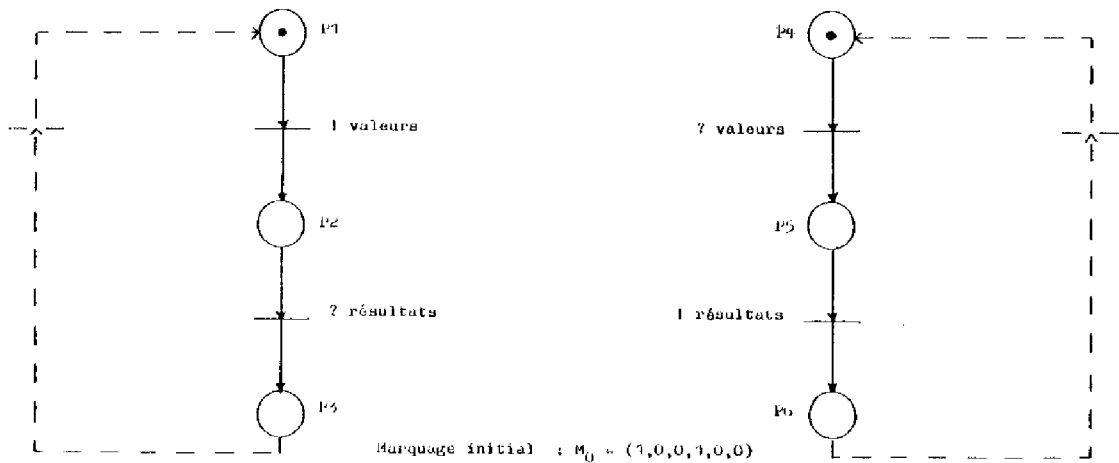 P1
P4
! valeurs
? valeurs
P2
P5
? résultats
! résultats
P3
P6
Marquage initial : M0 = (1,0,0,1,0,0)